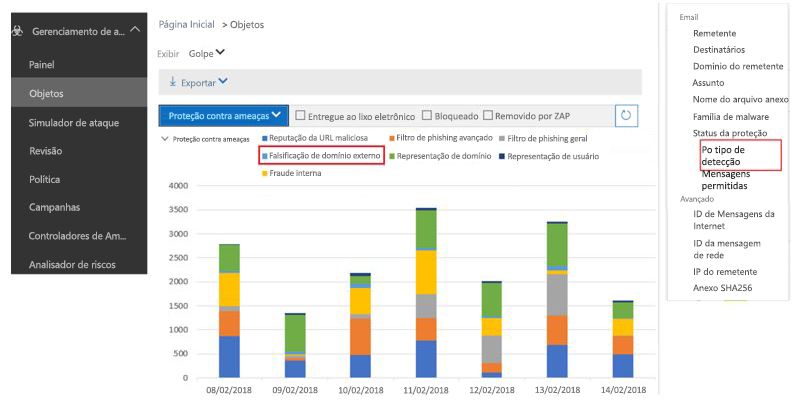 Gerenciamento de a...
Painel
Objetos
Simulador de ataque
Revisão
Política
Campanhas
Controladores de Am...
Analisador de riscos
Página Inicial > Objetos
Exibir Golpe
Exportar
Proteção contra ameaças Entregue ao lixo eletrônico Bloqueado Removido por ZAP
Proteção contra ameaças Reputação da URL maliciosa Filtro de phishing avançado Filtro de phishing geral
Falsificação de domínio externo Representação de domínio Representação de usuário
Fraude interna
4000
3500
3000
2500
2000
1500
1000
500
0
08/02/2018 09/02/2018 10/02/2018 11/02/2018 12/02/2018 13/02/2018 14/02/2018
Email
Remetente
Destinatários
Domínio do remetente
Assunto
Nome do arquivo anexo
Família de malware
Status da proteção
Po tipo de
detecção
Mensagens
permitidas
Avançado
ID de Mensagens da
Internet
ID da mensagem
de rede
IP do remetente
Anexo SHA256